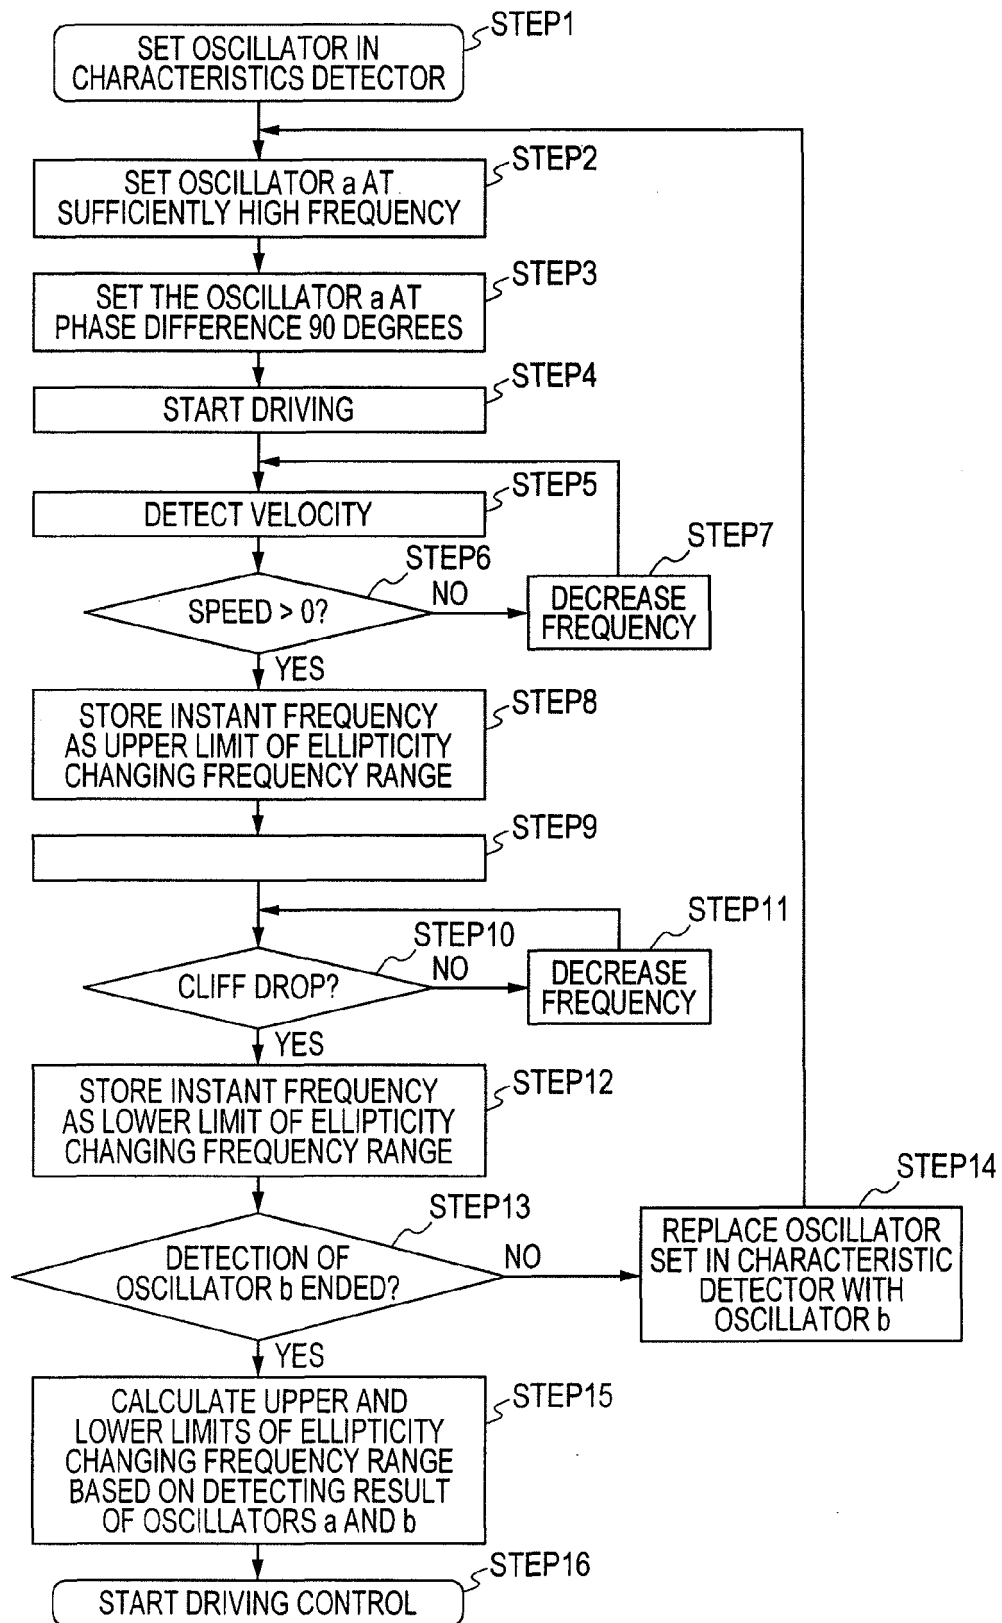 STEP1
SET OSCILLATOR IN
CHARACTERISTICS DETECTOR
STEP2
SET OSCILLATOR a AT
SUFFICIENTLY HIGH FREQUENCY
STEP3
SET THE OSCILLATOR a AT
PHASE DIFFERENCE 90 DEGREES
STEP4
START DRIVING
STEP5
DETECT VELOCITY
STEP6
SPEED > 0?
NO
STEP7
DECREASE
FREQUENCY
YES
STEP8
STORE INSTANT FREQUENCY
AS UPPER LIMIT OF ELLIPTICITY
CHANGING FREQUENCY RANGE
STEP9
STEP10
CLIFF DROP?
NO
STEP11
DECREASE
FREQUENCY
YES
STEP12
STORE INSTANT FREQUENCY
AS LOWER LIMIT OF ELLIPTICITY
CHANGING FREQUENCY RANGE
STEP13
DETECTION OF
OSCILLATOR b ENDED?
NO
STEP14
REPLACE OSCILLATOR
SET IN CHARACTERISTIC
DETECTOR WITH
OSCILLATOR b
YES
STEP15
CALCULATE UPPER AND
LOWER LIMITS OF ELLIPTICITY
CHANGING FREQUENCY RANGE
BASED ON DETECTING RESULT
OF OSCILLATORS a AND b
STEP16
START DRIVING CONTROL